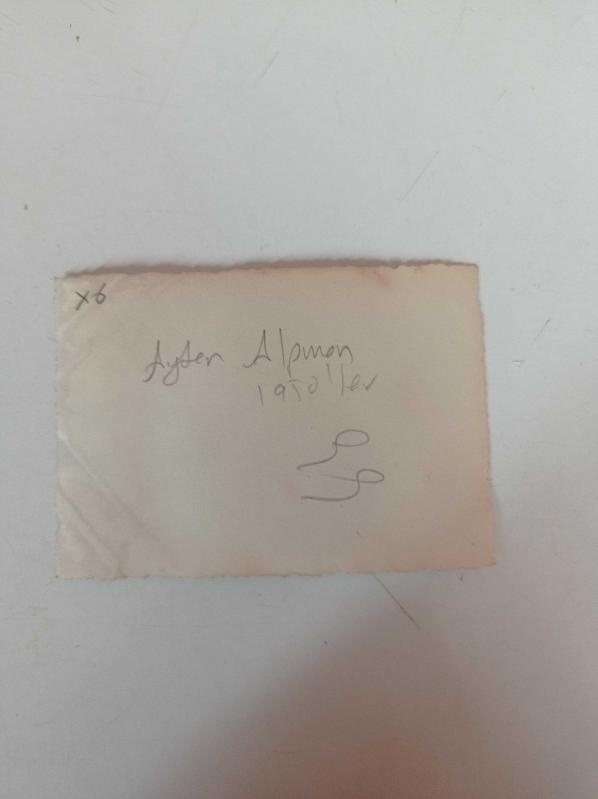 x6
Ayten Alpman
1950'ler